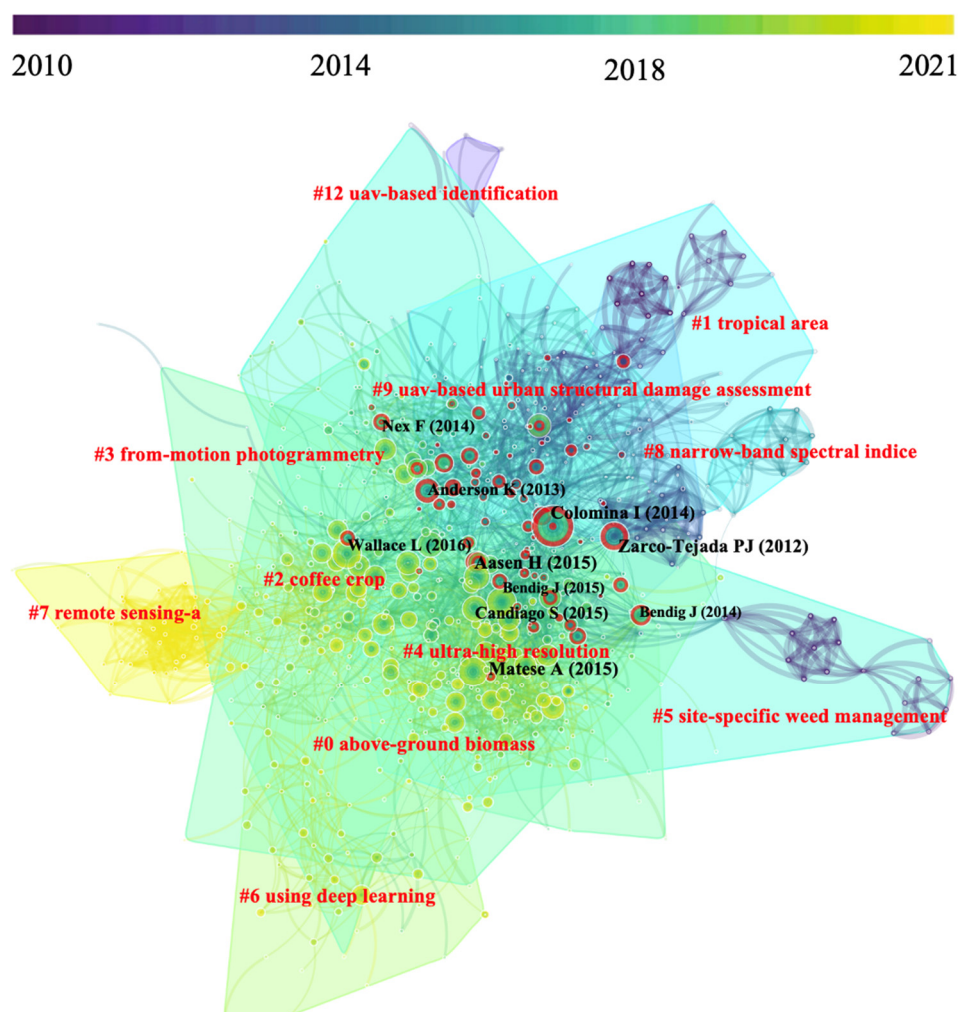 2010 2014 2018 2021
#12 uav-based identification
#1 tropical area
#9 uav-based urban structural damage assessment
Nex F (2014)
#3 from-motion photogrammetry
#8 narrow-band spectral indice
Anderson K (2013)
Colomina I (2014)
Wallace L (2016)
Zarco-Tejada PJ (2012)
Aasen H (2015)
#2 coffee crop
Bendig J (2015)
#7 remote sensing-a
Candiago S (2015)
Bendig J (2014)
#4 ultra-high resolution
Matese A (2015)
#5 site-specific weed management
#0 above-ground biomass
#6 using deep learning